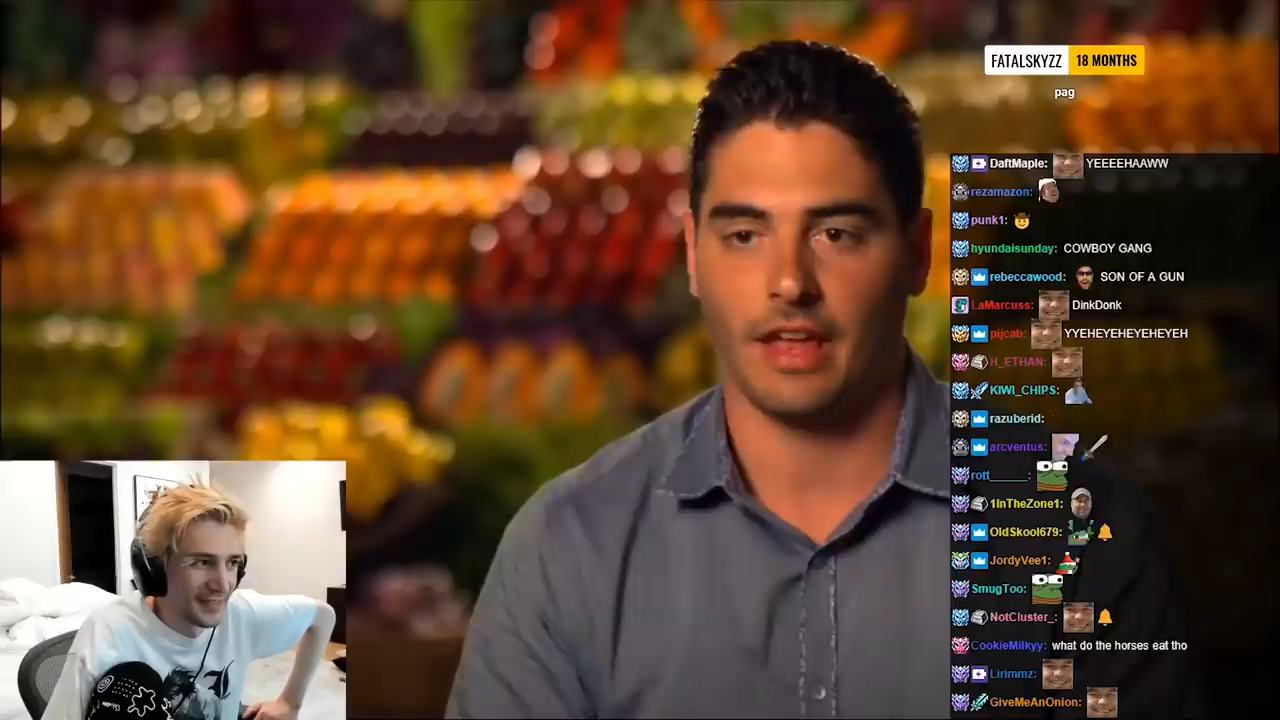 FATALSKYZZ 18 MONTHS
pag
DaftMaple: YEEEEHAAWW
rezamazon:
punk1:
hyundaisunday: COWBOY GANG
rebeccawood: SON OF A GUN
LaMarcuss: DinkDonk
pijcab: YYEHEYEHEYEHEYEH
H_ETHAN:
KIWI_CHIPS:
razuberid:
arcventus:
rott_____:
1InTheZone1:
OldSkool679:
JordyVee1:
SmugToo:
NotCluster_:
CookieMilkyy: what do the horses eat tho
Lirimmz:
GiveMeAnOnion: